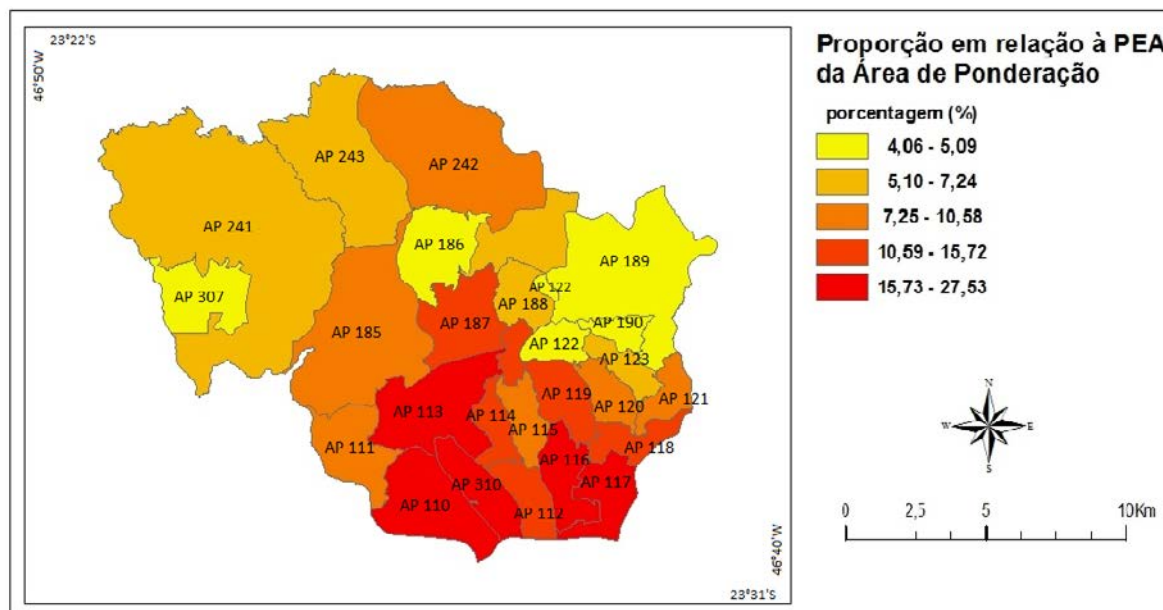 23°22'S
46°50'W
Proporção em relação à PEA
da Área de Ponderação
porcentagem (%)
4,06 - 5,09
5,10 - 7,24
7,25 - 10,58
10,59 - 15,72
15,73 - 27,53
AP 243
AP 242
AP 241
AP 186
AP 189
AP 307
AP 122
AP 188
AP 187
AP 190
AP 185
AP 122
AP 123
AP 119
AP 113
AP 114
AP 120
AP 121
AP 115
AP 111
AP 118
AP 116
AP 310
AP 117
AP 110
AP 112
N
W
E
S
0
2,5
5
10Km
46°40'W
23°31'S